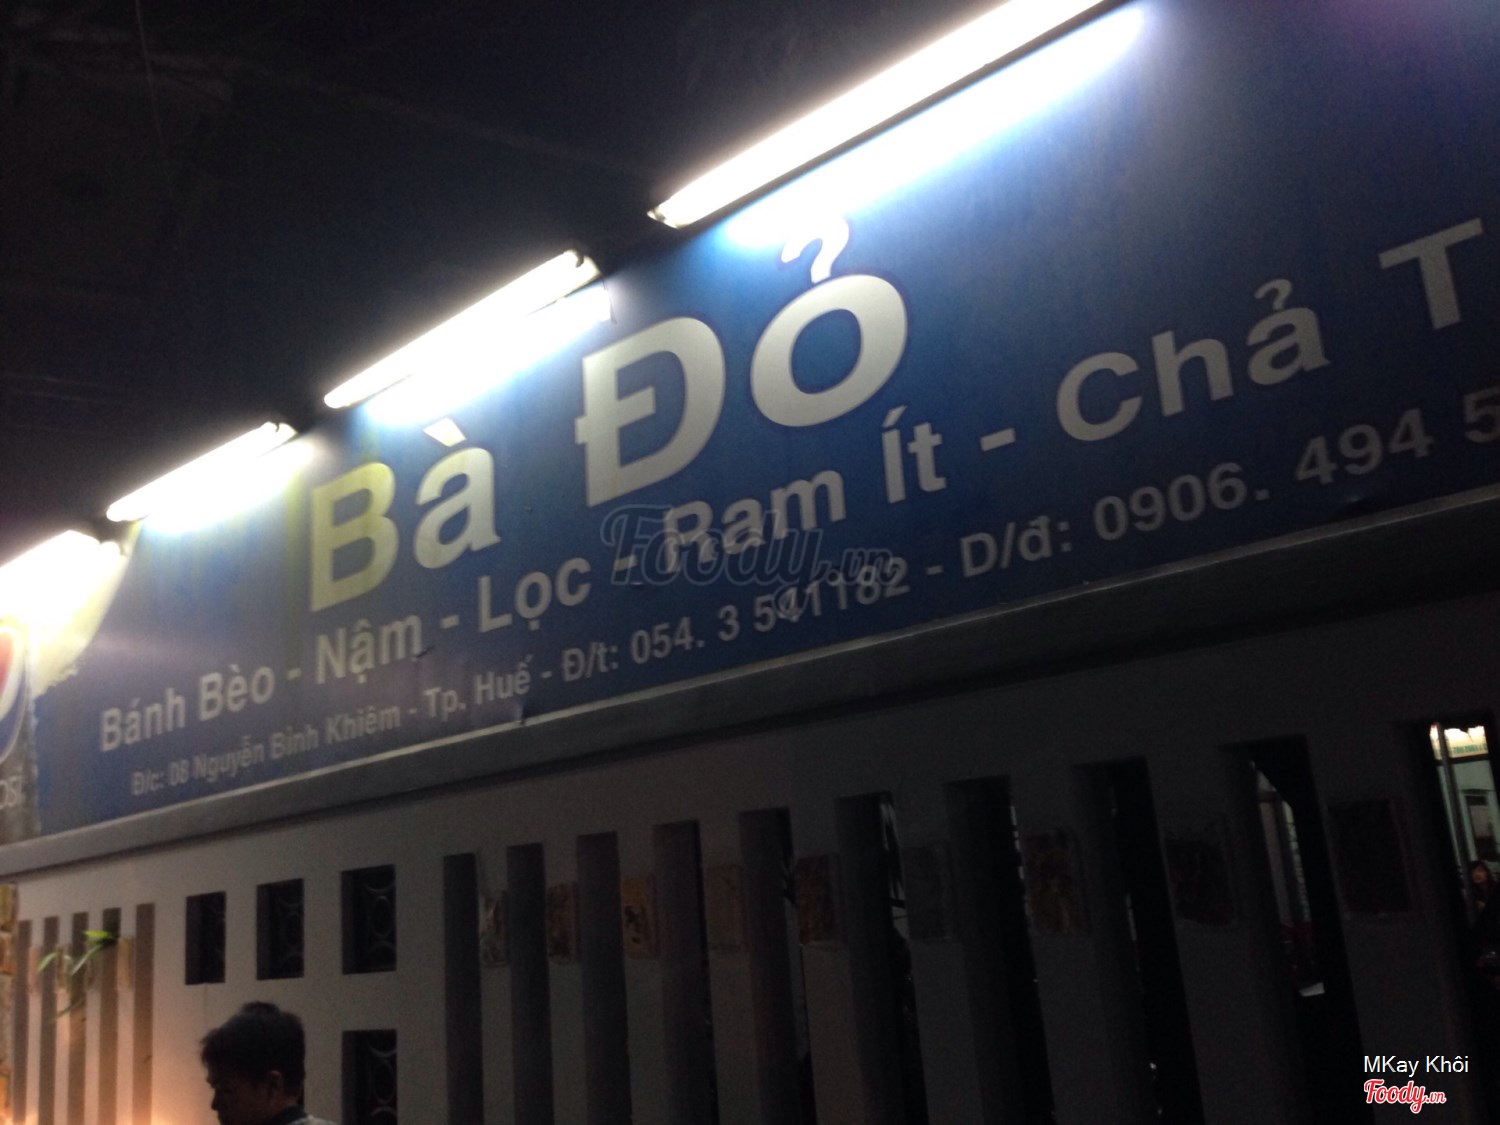 Bà Đỏ
Bánh Bèo - Nậm - Lọc - Ram Ít - Chả T
Đ/c: 08 Nguyễn Bỉnh Khiêm - Tp. Huế - Đ/t: 054. 3 541182 - D/đ: 0906. 494 5
Foody.vn
MKay Khôi
Foody.vn